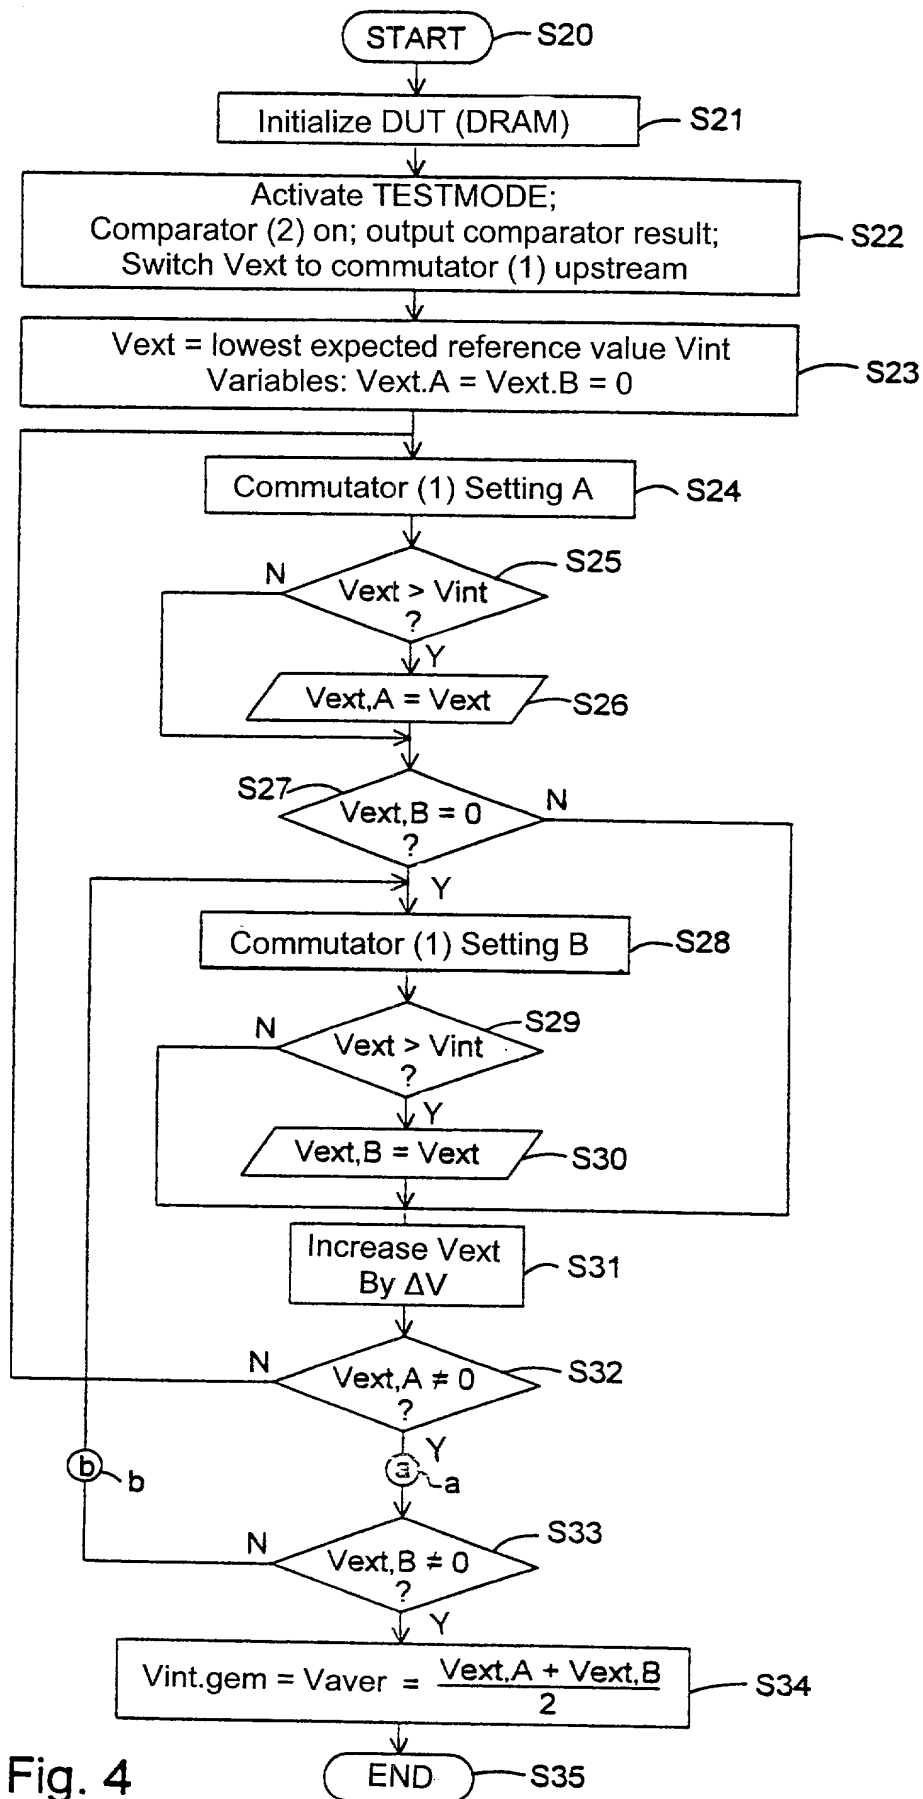 START
S20
Initialize DUT (DRAM)
S21
Activate TESTMODE;
Comparator (2) on; output comparator result;
Switch Vext to commutator (1) upstream
S22
Vext = lowest expected reference value Vint
Variables: Vext.A = Vext.B = 0
S23
Commutator (1) Setting A
S24
S25
N
Vext > Vint
?
Y
Vext,A = Vext
S26
S27
Vext,B = 0
?
N
Y
Commutator (1) Setting B
S28
S29
N
Vext > Vint
?
Y
Vext,B = Vext
S30
Increase Vext
By ΔV
S31
N
Vext,A ≠ 0
?
S32
Y
b
b
a
a
S33
N
Vext,B ≠ 0
?
Y
Vint.gem = Vaver = Vext,A + Vext,B
2
S34
Fig. 4
END
S35